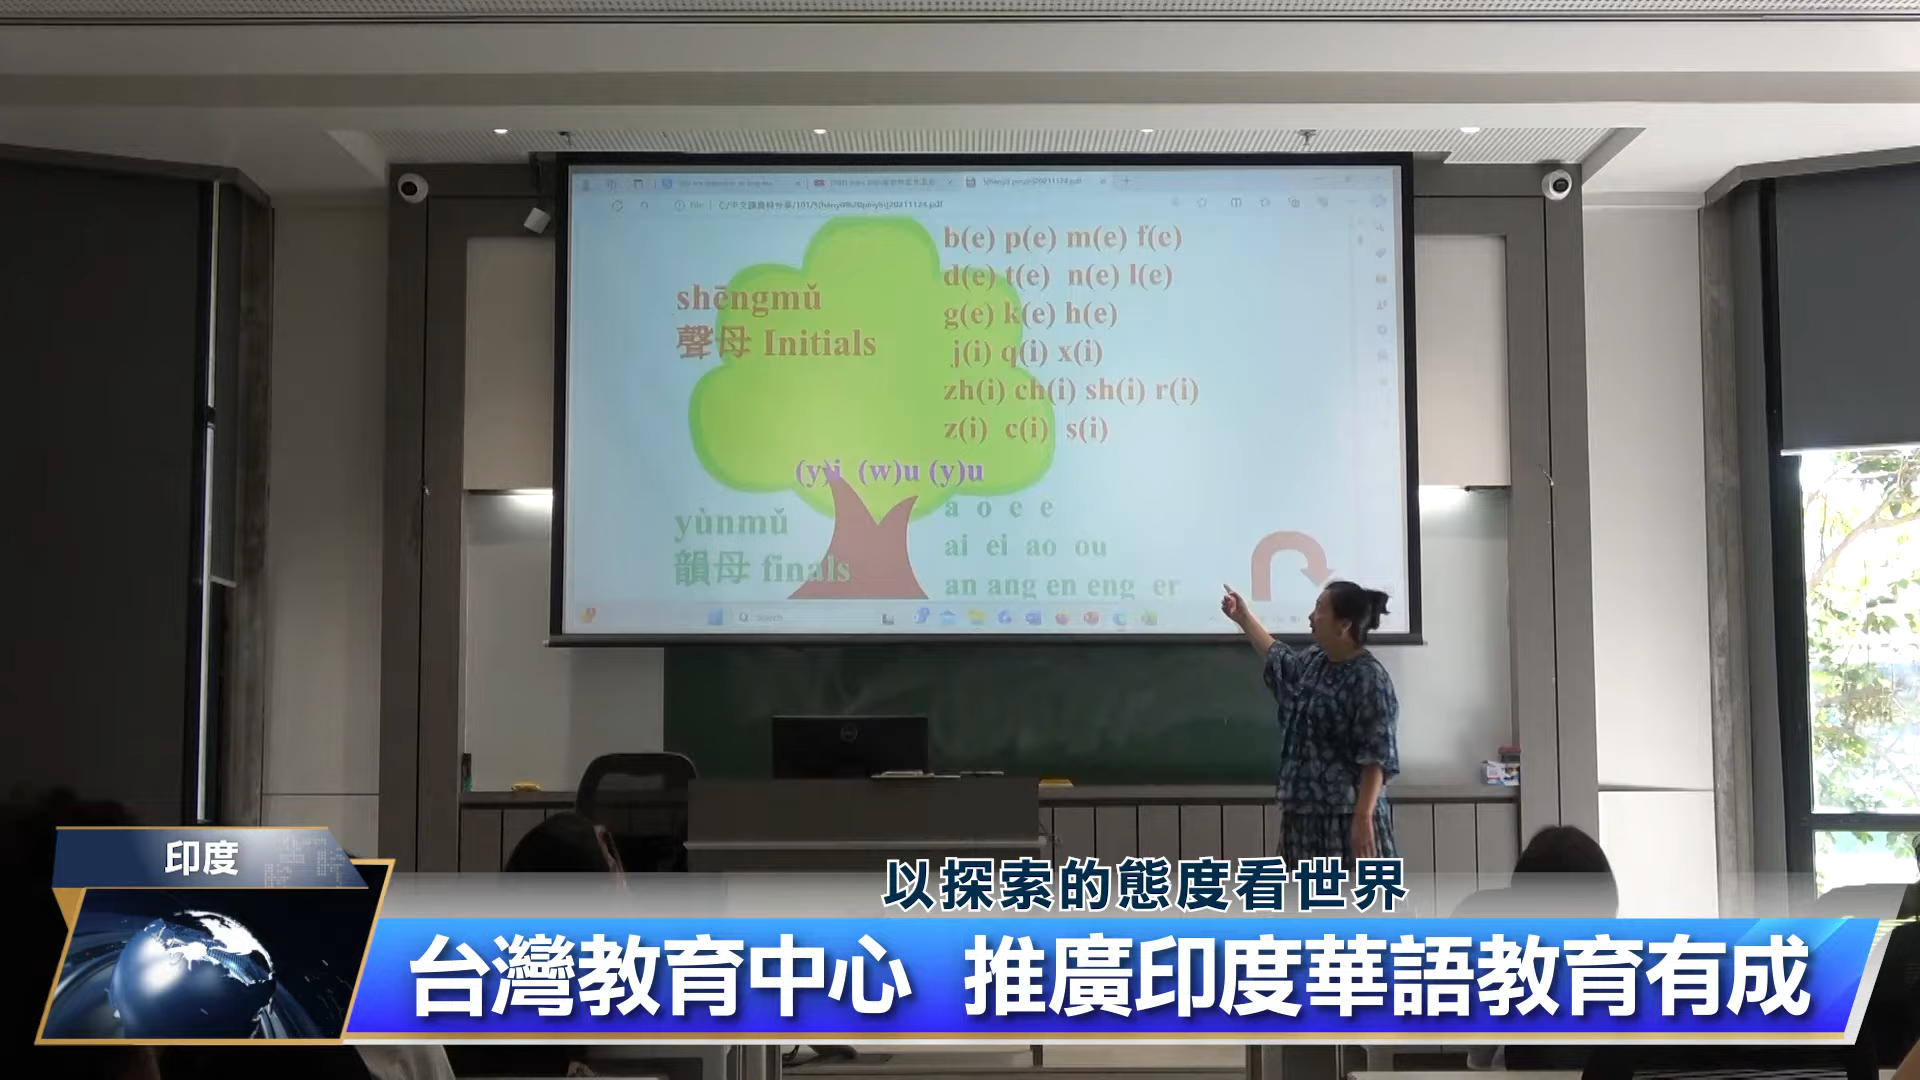 b(e) p(e) m(e) f(e)
d(e) t(e) n(e) l(e)
shēngmǔ
g(e) k(e) h(e)
聲母 Initials
j(i) q(i) x(i)
zh(i) ch(i) sh(i) r(i)
z(i) c(i) s(i)
(y)i (w)u (y)u
a o e e
yùnmǔ
ai ei ao ou
韻母 finals
an ang en eng er
Search
印度
以探索的態度看世界
台灣教育中心 推廣印度華語教育有成